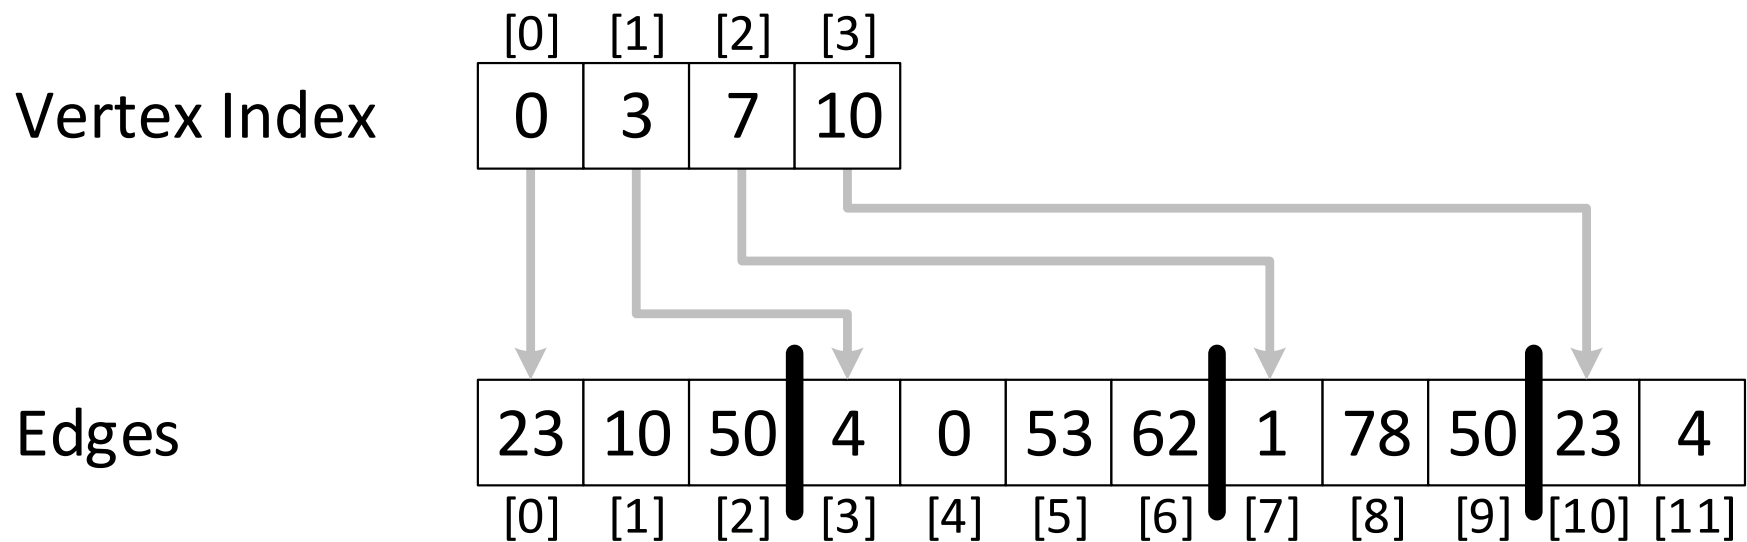 [0] [1] [2] [3]
Vertex Index 0 3 7 10
Edges 23 10 50 4 0 53 62 1 78 50 23 4
[0] [1] [2] [3] [4] [5] [6] [7] [8] [9] [10] [11]